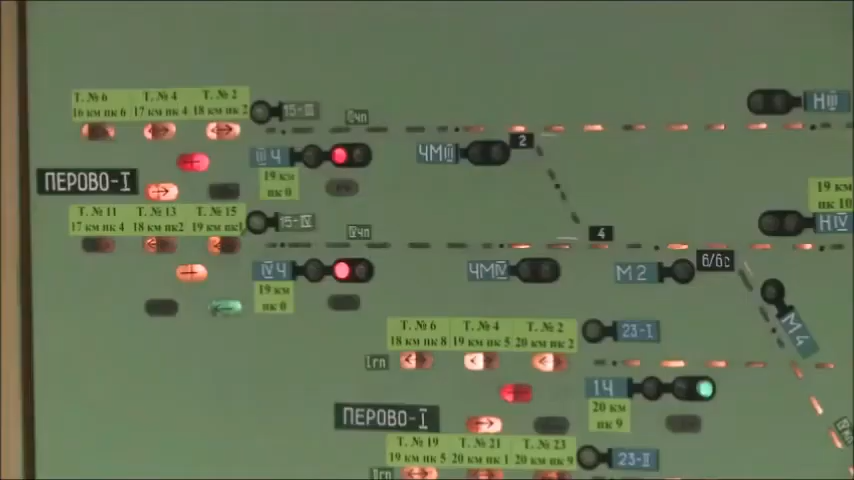 Т. № 6 Т. № 4 Т. № 2
16 км пк 6 17 км пк 4 18 км пк 2
15-III
НIII
2
III Ч
ЧМIII
ПЕРОВО-I
19 км
пк 0
19 км
пк 10
Т. № 11 Т. № 13 Т. № 15
17 км пк 4 18 км пк2 19 км пк1
15-IV
НIV
4
IV Ч
ЧМIV
М2
6/8с
19 км
пк 0
М4
Т. № 6 Т. № 4 Т. № 2
18 км пк 8 19 км пк 5 20 км пк 2
23-I
1гп
1Ч
20 км
пк 9
ПЕРОВО-I
Т. № 19 Т. № 21 Т. № 23
19 км пк 5 20 км пк 1 20 км пк 9
23-II